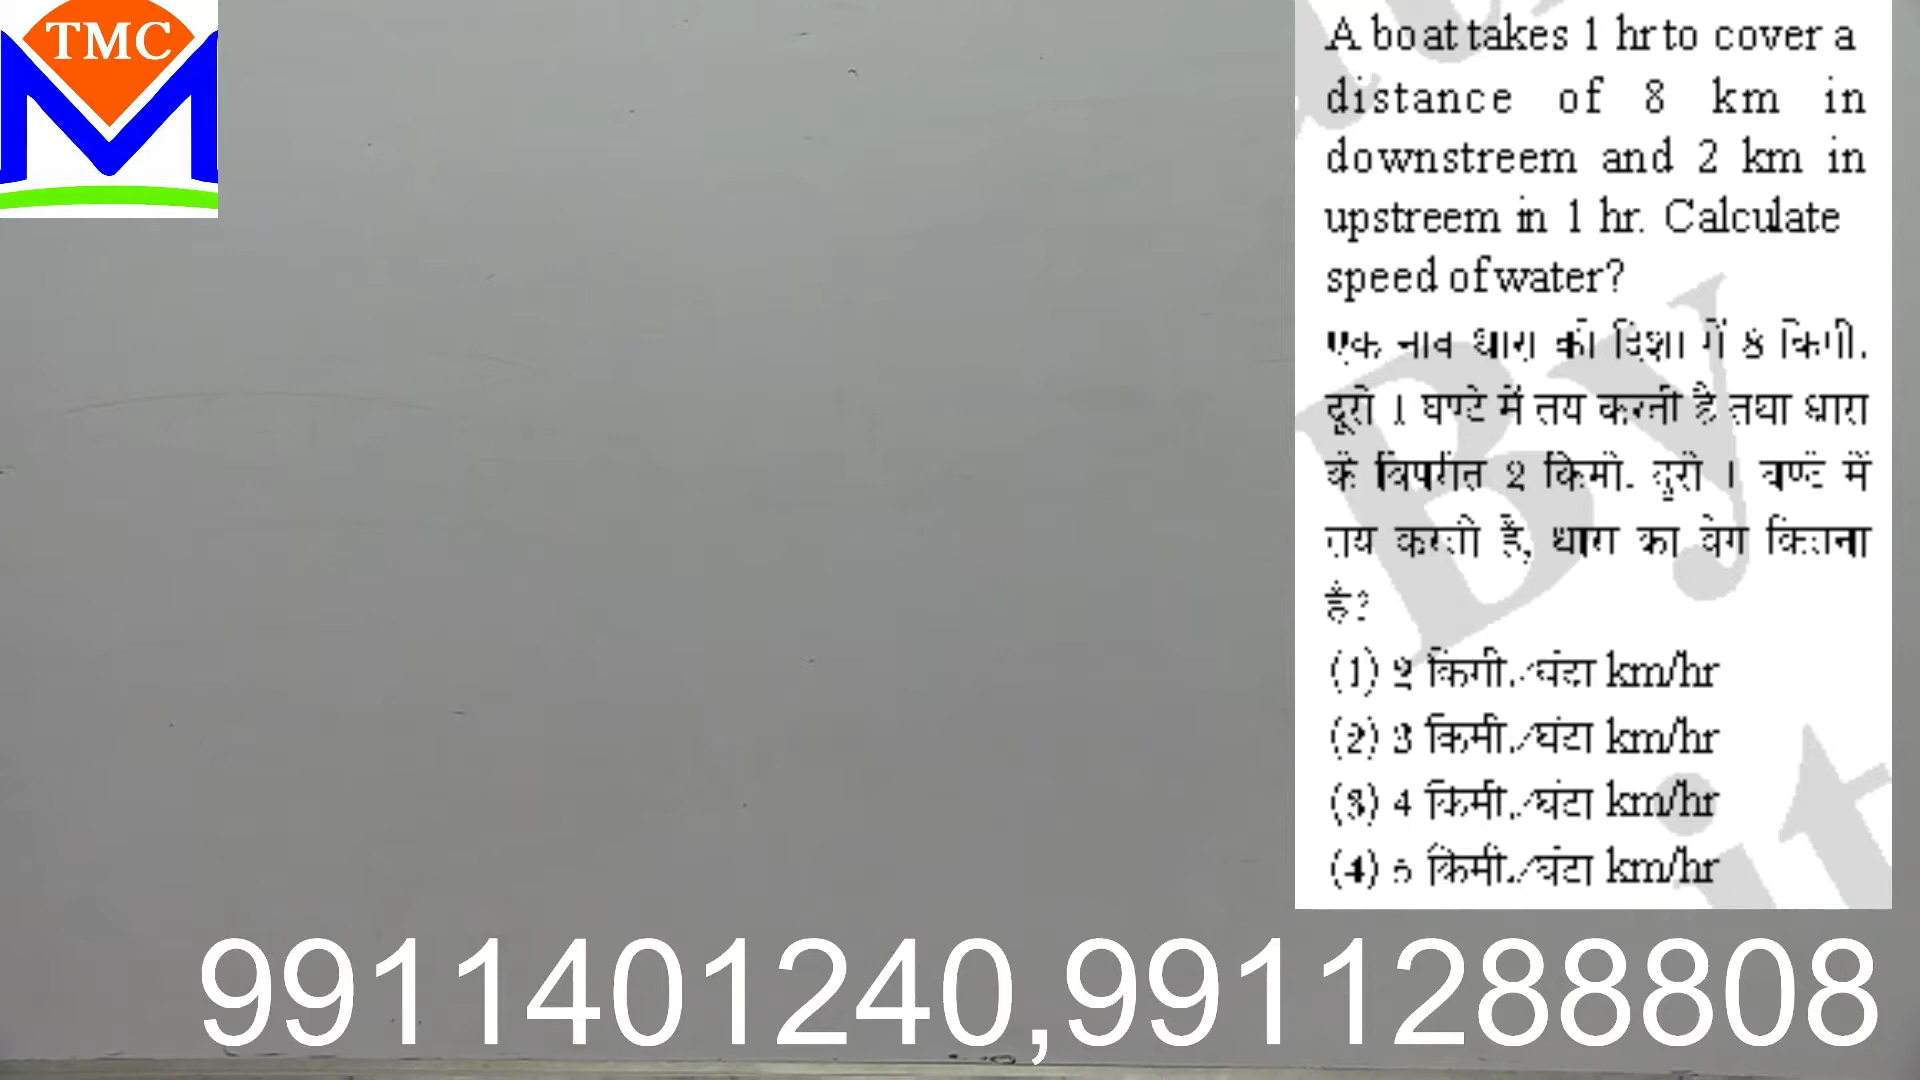 TMC
A boat takes 1 hr to cover a
distance of 8 km in
downstreem and 2 km in
upstreem in 1 hr. Calculate
speed of water?
एक नाव धारा की दिशा में 8 किमी.
दूरी 1 घण्टे में तय करती है तथा धारा
के विपरीत 2 किमी. दूरी 1 घण्टे में
तय करती है, धारा का वेग कितना
है?
(1) 2 किमी./घंटा km/hr
(2) 3 किमी./घंटा km/hr
(3) 4 किमी./घंटा km/hr
(4) 5 किमी./घंटा km/hr
By
it
9911401240,9911288808